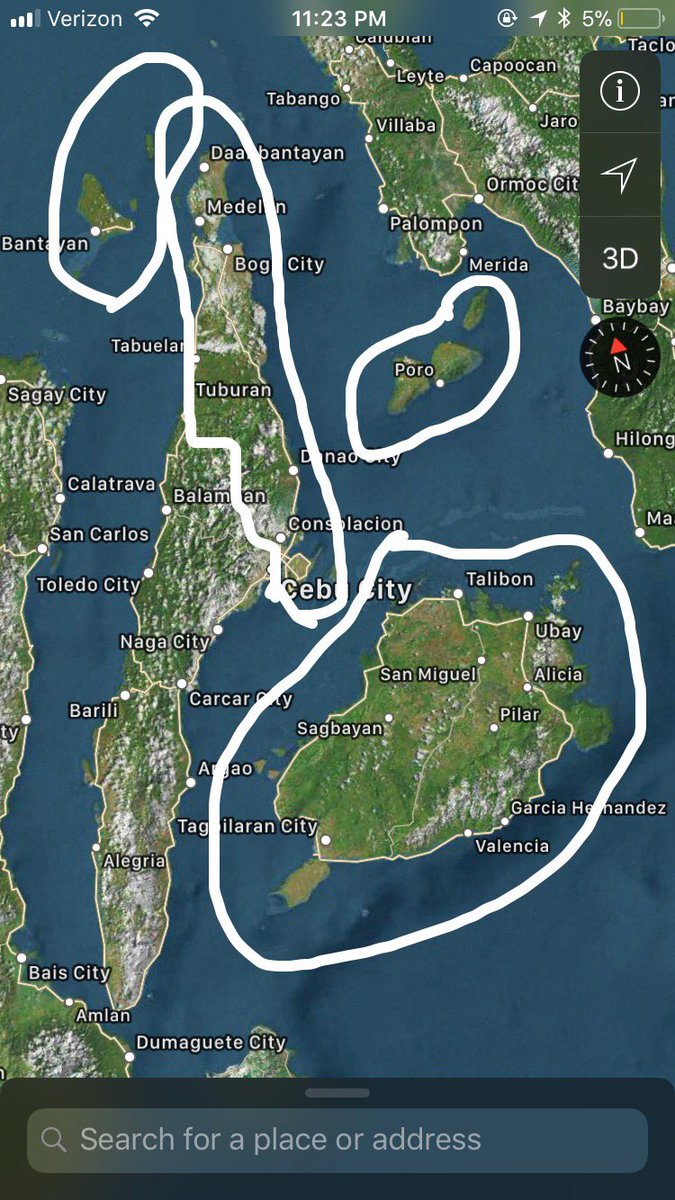 Verizon 11:23 PM 5%
Calubian
Taclo
Leyte Capoocan
Tabango
Jaro
Villaba
Daanbantayan
Ormoc Cit
Medellin
Palompon
Bantayan
Bogo City
Merida
3D
Baybay
Tabuelan
N
Poro
Tuburan
Sagay City
Hilong
Danao City
Calatrava
Balamban
Consolacion
Maa
San Carlos
Toledo City
Cebu City
Talibon
Naga City
Ubay
San Miguel
Alicia
Carcar City
Barili
Pilar
ty
Sagbayan
Argao
Garcia Hernandez
Tagbilaran City
Valencia
Alegria
Bais City
Amlan
Dumaguete City
Search for a place or address